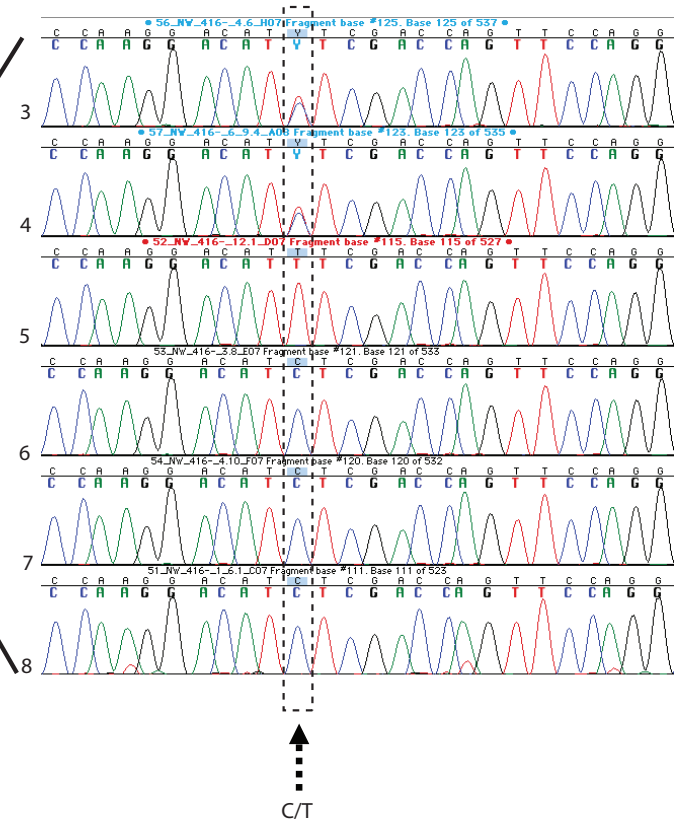 • 56_NW_416-_4.6_H07 Fragment base #125. Base 125 of 537 •
C C A A G G A C A T Y T C G A C C A G T T C C A G G
C C A A G G A C A T Y T C G A C C A G T T C C A G G
3
• 57_NW_416-_6_9.4_A08 Fragment base #123. Base 123 of 535 •
C C A A G G A C A T Y T C G A C C A G T T C C A G G
C C A A G G A C A T Y T C G A C C A G T T C C A G G
4
• 52_NW_416-_12.1_D07 Fragment base #115. Base 115 of 527 •
C C A A G G A C A T T T C G A C C A G T T C C A G G
C C A A G G A C A T T T C G A C C A G T T C C A G G
5
53_NW_416-_3.8_E07 Fragment base #121. Base 121 of 533
C C A A G G A C A T C T C G A C C A G T T C C A G G
C C A A G G A C A T C T C G A C C A G T T C C A G G
6
54_NW_416-_4.10_F07 Fragment base #120. Base 120 of 532
C C A A G G A C A T C T C G A C C A G T T C C A G G
C C A A G G A C A T C T C G A C C A G T T C C A G G
7
51_NW_416-_1_6.1_C07 Fragment base #111. Base 111 of 523
C C A A G G A C A T C T C G A C C A G T T C C A G G
C C A A G G A C A T C T C G A C C A G T T C C A G G
8
C/T